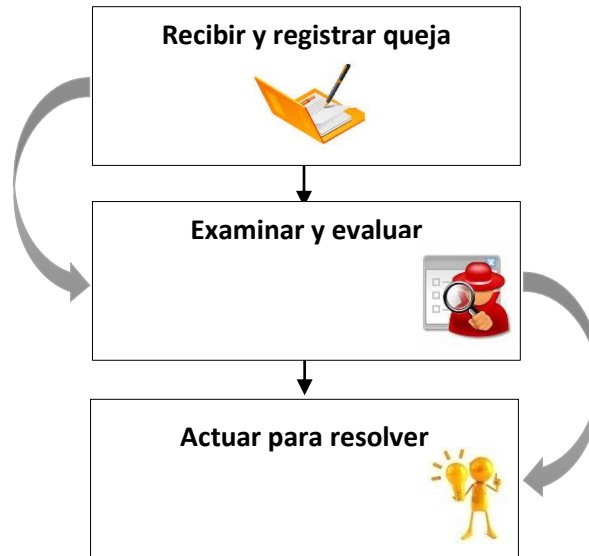 Recibir y registrar queja
Examinar y evaluar
Actuar para resolver